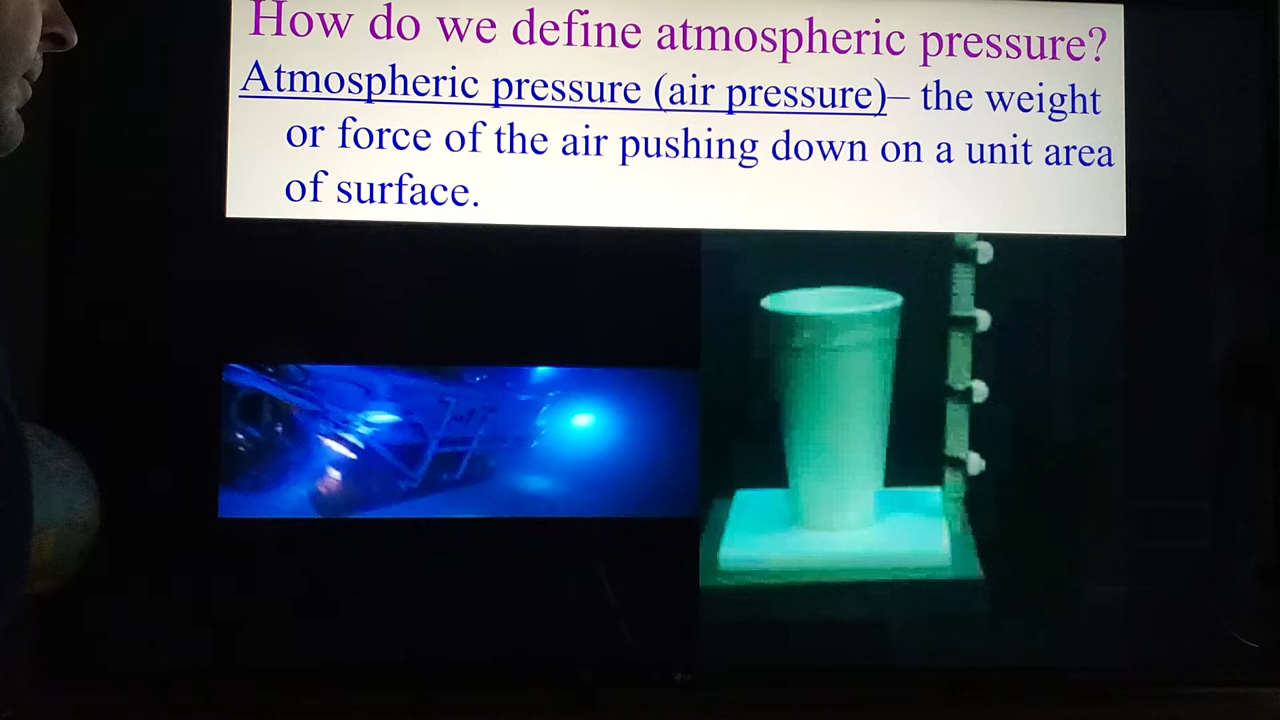 How do we define atmospheric pressure?
Atmospheric pressure (air pressure)– the weight
or force of the air pushing down on a unit area
of surface.